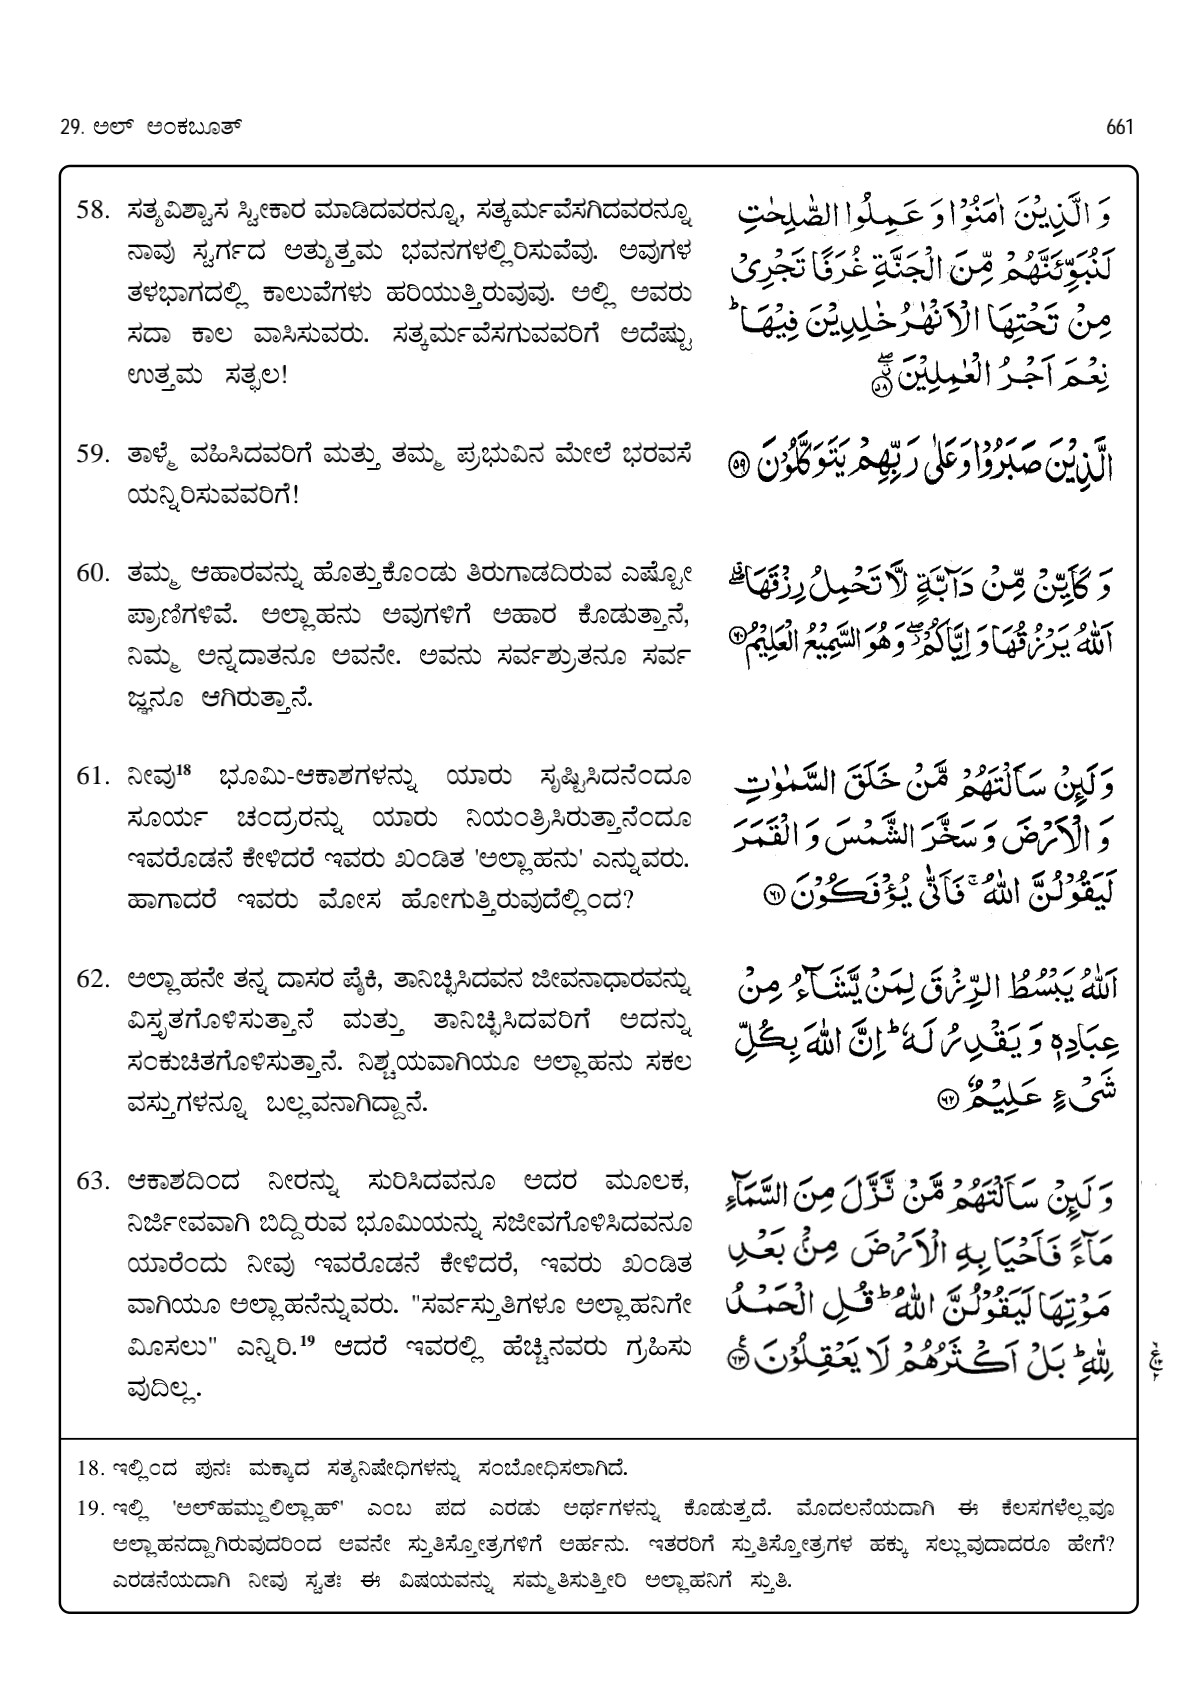 29. ಅಲ್ ಅಂಕಬೂತ್
661
58. ಸತ್ಯವಿಶ್ವಾಸ ಸ್ವೀಕಾರ ಮಾಡಿದವರನ್ನೂ, ಸತ್ಕರ್ಮವೆಸಗಿದವರನ್ನೂ
ನಾವು ಸ್ವರ್ಗದ ಅತ್ಯುತ್ತಮ ಭವನಗಳಲ್ಲಿರಿಸುವೆವು. ಅವುಗಳ
ತಳಭಾಗದಲ್ಲಿ ಕಾಲುವೆಗಳು ಹರಿಯುತ್ತಿರುವುವು. ಅಲ್ಲಿ ಅವರು
ಸದಾ ಕಾಲ ವಾಸಿಸುವರು. ಸತ್ಕರ್ಮವೆಸಗುವವರಿಗೆ ಅದೆಷ್ಟು
ಉತ್ತಮ ಸತ್ಫಲ!
وَ الَّذِيْنَ اٰمَنُوْا وَ عَمِلُوا الصّٰلِحٰتِ
لَنُبَوِّئَنَّهُمْ مِّنَ الْجَنَّةِ غُرَفًا تَجْرِىْ
مِنْ تَحْتِهَا الْاَنْهٰرُ خٰلِدِيْنَ فِيْهَا ؕ
نِعْمَ اَجْرُ الْعٰمِلِيْنَ ۖ ۵۸
59. ತಾಳ್ಮೆ ವಹಿಸಿದವರಿಗೆ ಮತ್ತು ತಮ್ಮ ಪ್ರಭುವಿನ ಮೇಲೆ ಭರವಸೆ
ಯನ್ನಿರಿಸುವವರಿಗೆ!
الَّذِيْنَ صَبَرُوْا وَعَلٰى رَبِّهِمْ يَتَوَكَّلُوْنَ ۵۹
60. ತಮ್ಮ ಆಹಾರವನ್ನು ಹೊತ್ತುಕೊಂಡು ತಿರುಗಾಡದಿರುವ ಎಷ್ಟೋ
ಪ್ರಾಣಿಗಳಿವೆ. ಅಲ್ಲಾಹನು ಅವುಗಳಿಗೆ ಅಹಾರ ಕೊಡುತ್ತಾನೆ,
ನಿಮ್ಮ ಅನ್ನದಾತನೂ ಅವನೇ. ಅವನು ಸರ್ವಶ್ರುತನೂ ಸರ್ವ
ಜ್ಞನೂ ಆಗಿರುತ್ತಾನೆ.
وَ كَاَيِّنْ مِّنْ دَآبَّةٍ لَّا تَحْمِلُ رِزْقَهَا ۖ
اَللّٰهُ يَرْزُقُهَا وَ اِيَّاكُمْ ۖ وَهُوَ السَّمِيْعُ الْعَلِيْمُ ۶۰
61. ನೀವು¹⁸ ಭೂಮಿ-ಆಕಾಶಗಳನ್ನು ಯಾರು ಸೃಷ್ಟಿಸಿದನೆಂದೂ
ಸೂರ್ಯ ಚಂದ್ರರನ್ನು ಯಾರು ನಿಯಂತ್ರಿಸಿರುತ್ತಾನೆಂದೂ
ಇವರೊಡನೆ ಕೇಳಿದರೆ ಇವರು ಖಂಡಿತ 'ಅಲ್ಲಾಹನು' ಎನ್ನುವರು.
ಹಾಗಾದರೆ ಇವರು ಮೋಸ ಹೋಗುತ್ತಿರುವುದೆಲ್ಲಿಂದ?
وَلَئِنْ سَاَلْتَهُمْ مَّنْ خَلَقَ السَّمٰوٰتِ
وَ الْاَرْضَ وَ سَخَّرَ الشَّمْسَ وَ الْقَمَرَ
لَيَقُوْلُنَّ اللّٰهُ ۚ فَاَنّٰى يُؤْفَكُوْنَ ۶۱
62. ಅಲ್ಲಾಹನೇ ತನ್ನ ದಾಸರ ಪೈಕಿ, ತಾನಿಚ್ಛಿಸಿದವನ ಜೀವನಾಧಾರವನ್ನು
ವಿಸ್ತೃತಗೊಳಿಸುತ್ತಾನೆ ಮತ್ತು ತಾನಿಚ್ಛಿಸಿದವರಿಗೆ ಅದನ್ನು
ಸಂಕುಚಿತಗೊಳಿಸುತ್ತಾನೆ. ನಿಶ್ಚಯವಾಗಿಯೂ ಅಲ್ಲಾಹನು ಸಕಲ
ವಸ್ತುಗಳನ್ನೂ ಬಲ್ಲವನಾಗಿದ್ದಾನೆ.
اَللّٰهُ يَبْسُطُ الرِّزْقَ لِمَنْ يَّشَآءُ مِنْ
عِبَادِهٖ وَ يَقْدِرُ لَهٗ ؕ اِنَّ اللّٰهَ بِكُلِّ
شَىْءٍ عَلِيْمٌ ۶۲
63. ಆಕಾಶದಿಂದ ನೀರನ್ನು ಸುರಿಸಿದವನೂ ಅದರ ಮೂಲಕ,
ನಿರ್ಜೀವವಾಗಿ ಬಿದ್ದಿರುವ ಭೂಮಿಯನ್ನು ಸಜೀವಗೊಳಿಸಿದವನೂ
ಯಾರೆಂದು ನೀವು ಇವರೊಡನೆ ಕೇಳಿದರೆ, ಇವರು ಖಂಡಿತ
ವಾಗಿಯೂ ಅಲ್ಲಾಹನೆನ್ನುವರು. "ಸರ್ವಸ್ತುತಿಗಳೂ ಅಲ್ಲಾಹನಿಗೇ
ಮೀಸಲು" ಎನ್ನಿರಿ.¹⁹ ಆದರೆ ಇವರಲ್ಲಿ ಹೆಚ್ಚಿನವರು ಗ್ರಹಿಸು
ವುದಿಲ್ಲ.
وَ لَئِنْ سَاَلْتَهُمْ مَّنْ نَّزَّلَ مِنَ السَّمَآءِ
مَآءً فَاَحْيَا بِهِ الْاَرْضَ مِنْۢ بَعْدِ
مَوْتِهَا لَيَقُوْلُنَّ اللّٰهُ ؕ قُلِ الْحَمْدُ
لِلّٰهِ ؕ بَلْ اَكْثَرُهُمْ لَا يَعْقِلُوْنَ ۶۳
18. ಇಲ್ಲಿಂದ ಪುನಃ ಮಕ್ಕಾದ ಸತ್ಯನಿಷೇಧಿಗಳನ್ನು ಸಂಬೋಧಿಸಲಾಗಿದೆ.
19. ಇಲ್ಲಿ 'ಅಲ್‌ಹಮ್ದುಲಿಲ್ಲಾಹ್' ಎಂಬ ಪದ ಎರಡು ಅರ್ಥಗಳನ್ನು ಕೊಡುತ್ತದೆ. ಮೊದಲನೆಯದಾಗಿ ಈ ಕೆಲಸಗಳೆಲ್ಲವೂ
ಅಲ್ಲಾಹನದ್ದಾಗಿರುವುದರಿಂದ ಅವನೇ ಸ್ತುತಿಸ್ತೋತ್ರಗಳಿಗೆ ಅರ್ಹನು. ಇತರರಿಗೆ ಸ್ತುತಿಸ್ತೋತ್ರಗಳ ಹಕ್ಕು ಸಲ್ಲುವುದಾದರೂ ಹೇಗೆ?
ಎರಡನೆಯದಾಗಿ ನೀವು ಸ್ವತಃ ಈ ವಿಷಯವನ್ನು ಸಮ್ಮತಿಸುತ್ತೀರಿ ಅಲ್ಲಾಹನಿಗೆ ಸ್ತುತಿ.